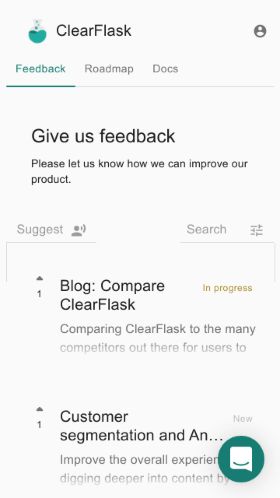 ClearFlask
Feedback Roadmap Docs
Give us feedback
Please let us know how we can improve our
product.
Suggest Search
1
Blog: Compare
ClearFlask
In progress
Comparing ClearFlask to the many
competitors out there for users to
1
Customer
segmentation and An...
New
Improve the overall experien
digging deeper into content by